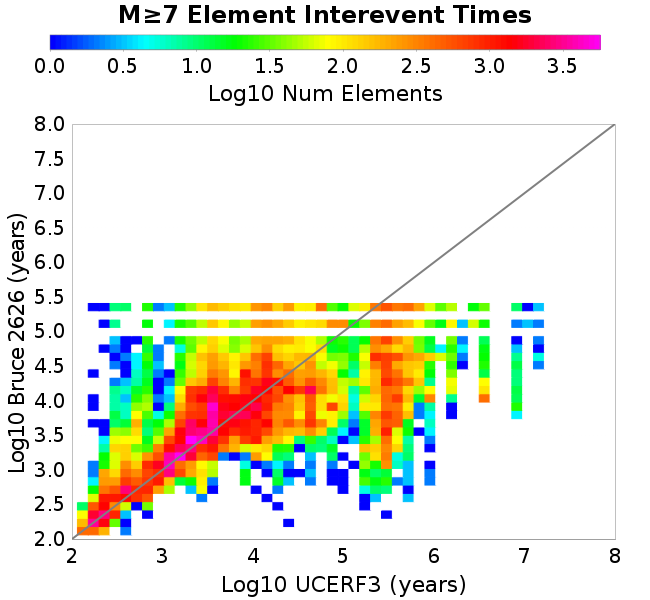 M≥7 Element Interevent Times
0.0 0.5 1.0 1.5 2.0 2.5 3.0 3.5
Log10 Num Elements
8.0
7.5
7.0
6.5
6.0
5.5
5.0
4.5
4.0
3.5
3.0
2.5
2.0
Log10 Bruce 2626 (years)
2 3 4 5 6 7 8
Log10 UCERF3 (years)